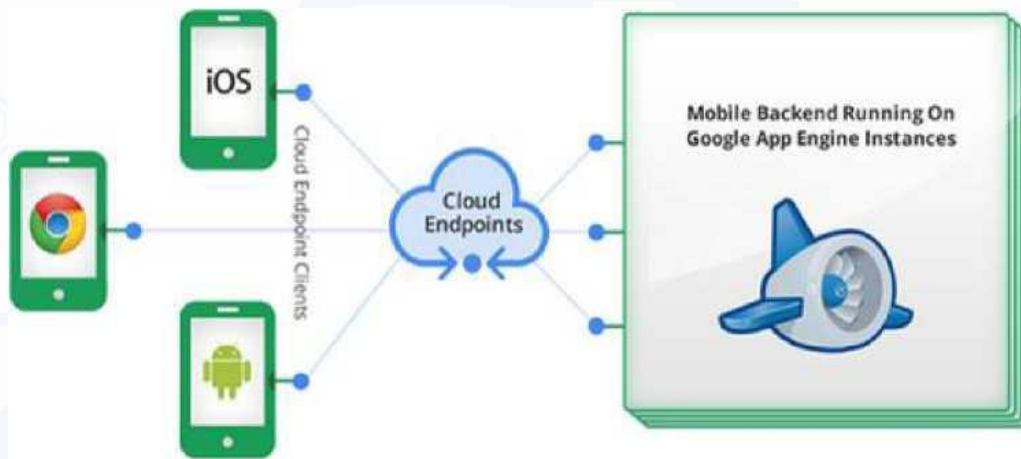 iOS
Cloud Endpoint Clients
Cloud
Endpoints
Mobile Backend Running On
Google App Engine Instances